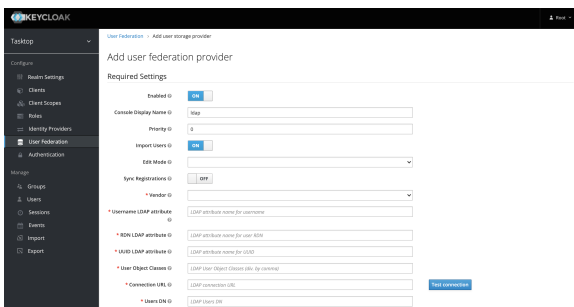 KEYCLOAK
Root
Tasktop
User Federation > Add user storage provider
Add user federation provider
Required Settings
Configure
Realm Settings
Clients
Client Scopes
Roles
Identity Providers
User Federation
Authentication
Manage
Groups
Users
Sessions
Events
Import
Export
Enabled ON
Console Display Name ldap
Priority 0
Import Users ON
Edit Mode
Sync Registrations OFF
* Vendor
* Username LDAP attribute LDAP attribute name for username
* RDN LDAP attribute LDAP attribute name for user RDN
* UUID LDAP attribute LDAP attribute name for UUID
* User Object Classes LDAP User Object Classes (div. by comma)
* Connection URL LDAP connection URL Test connection
* Users DN LDAP Users DN